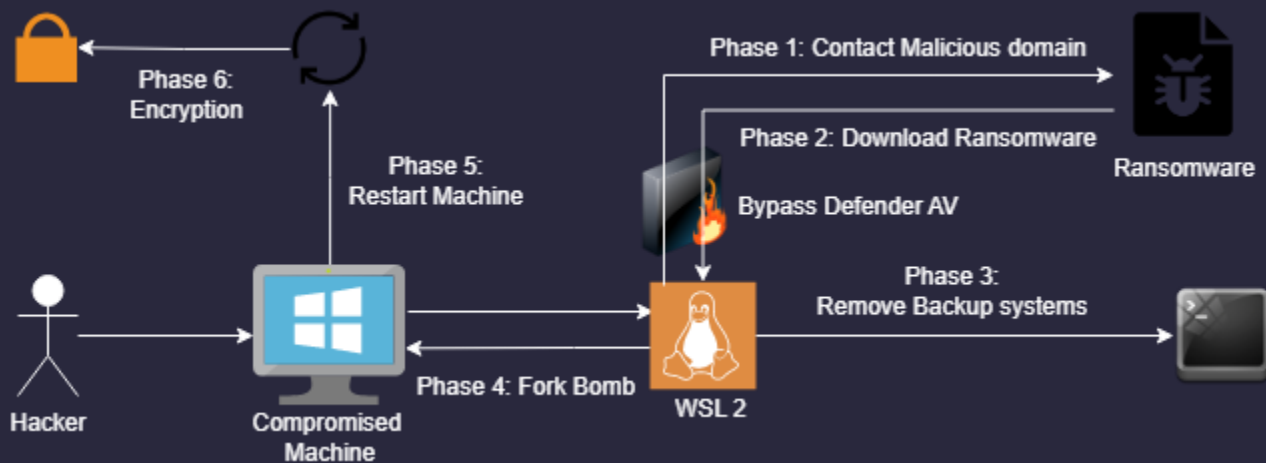 Phase 1: Contact Malicious domain
Phase 6:
Encryption
Phase 2: Download Ransomware
Phase 5:
Restart Machine
Ransomware
Bypass Defender AV
Phase 3:
Remove Backup systems
>_
Phase 4: Fork Bomb
WSL 2
Hacker
Compromised
Machine